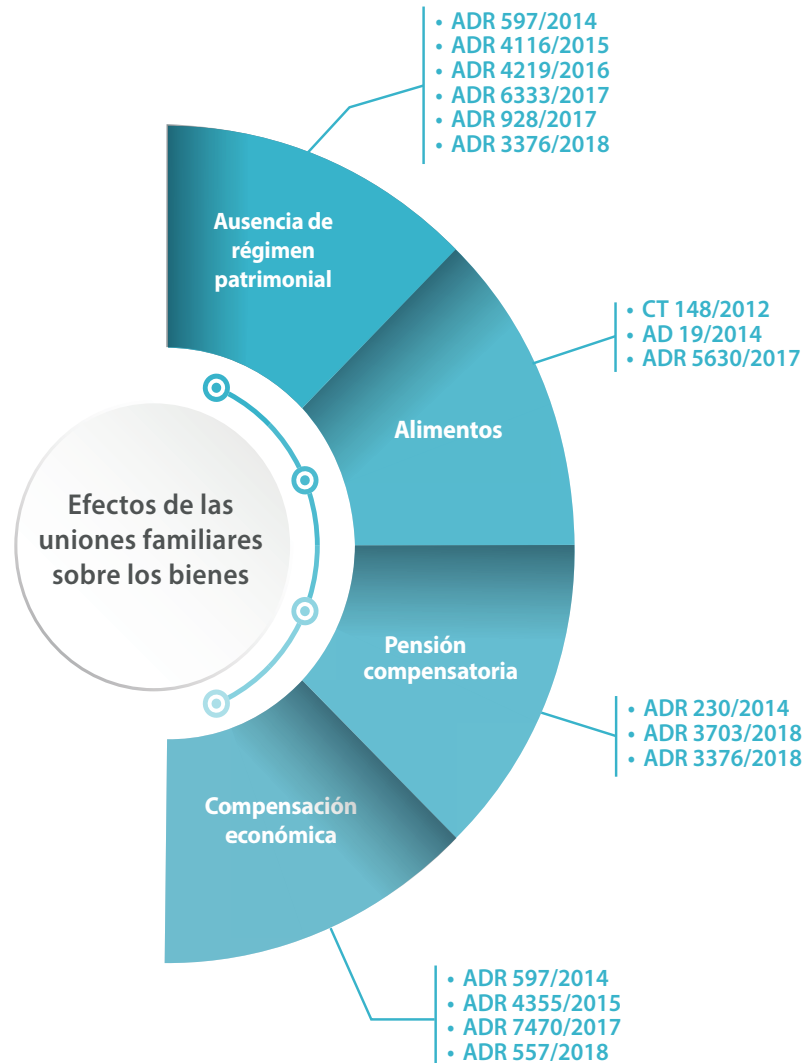 • ADR 597/2014
• ADR 4116/2015
• ADR 4219/2016
• ADR 6333/2017
• ADR 928/2017
• ADR 3376/2018
Ausencia de
régimen
patrimonial
• CT 148/2012
• AD 19/2014
• ADR 5630/2017
Alimentos
Efectos de las
uniones familiares
sobre los bienes
Pensión
compensatoria
• ADR 230/2014
• ADR 3703/2018
• ADR 3376/2018
Compensación
económica
• ADR 597/2014
• ADR 4355/2015
• ADR 7470/2017
• ADR 557/2018